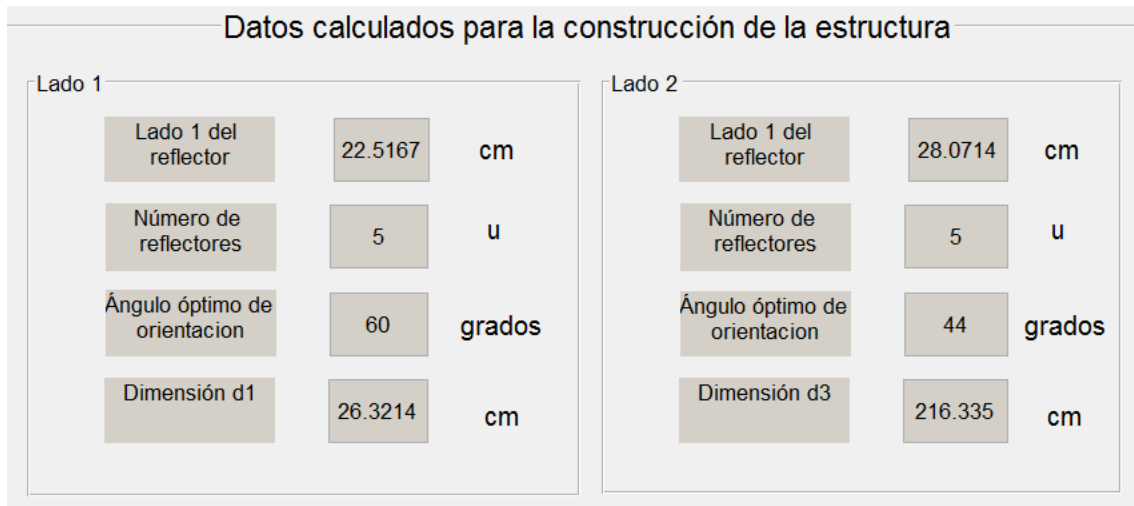 Datos calculados para la construcción de la estructura
Lado 1
Lado 1 del
reflector
22.5167
cm
Número de
reflectores
5
u
Ángulo óptimo de
orientacion
60
grados
Dimensión d1
26.3214
cm
Lado 2
Lado 1 del
reflector
28.0714
cm
Número de
reflectores
5
u
Ángulo óptimo de
orientacion
44
grados
Dimensión d3
216.335
cm